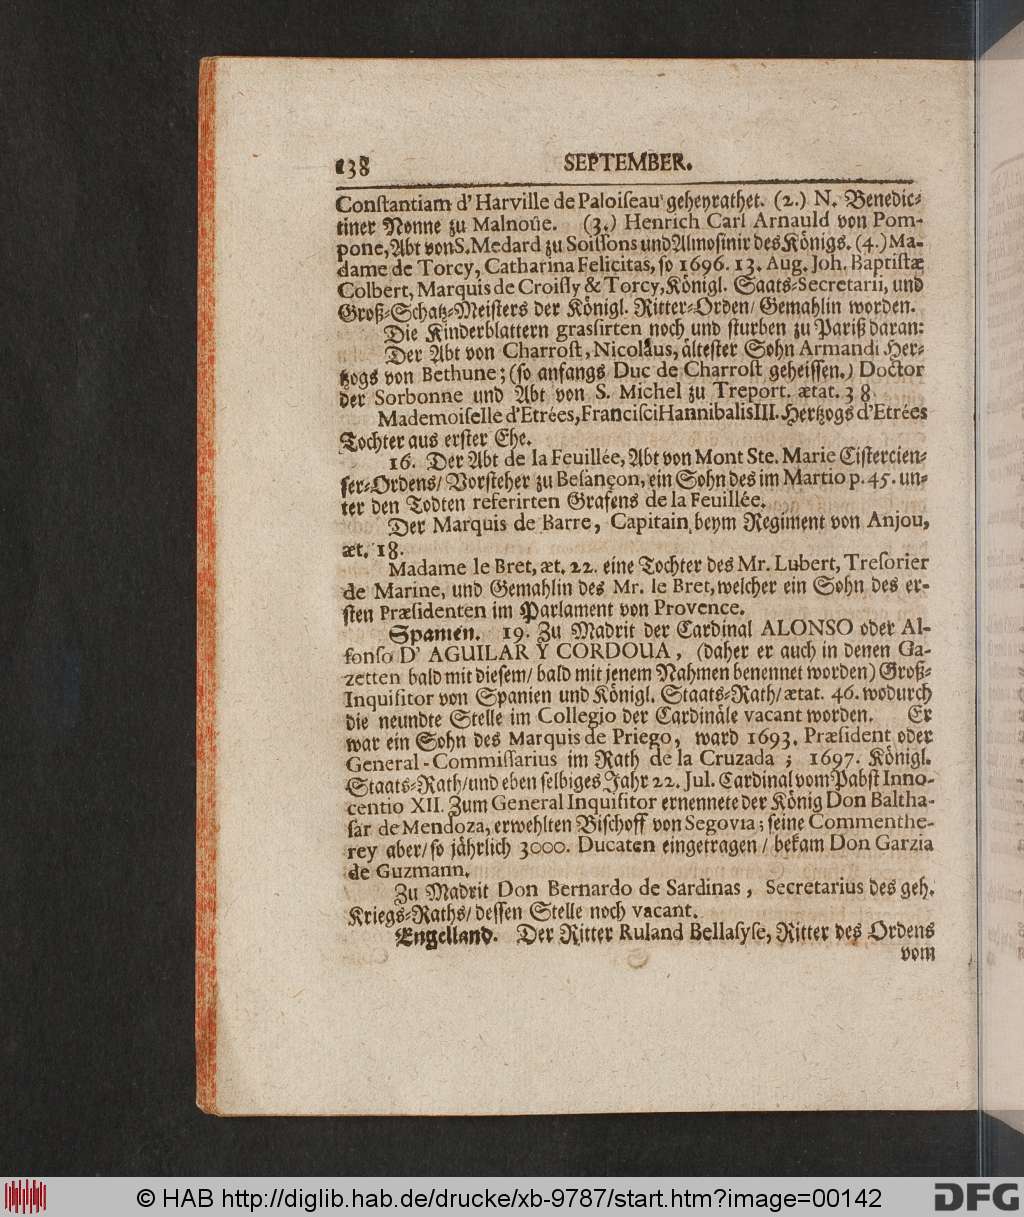 138 SEPTEMBER.
Conſtantiam d'Harville de Paloiſeau geheyrathet. (2.) N. Benedic-
tiner Nonne zu Malnoûe. (3.) Henrich Carl Arnauld von Pom-
pone, Abt von S. Medard zu Soiſſons und Almoſinir des Königs. (4.) Ma-
dame de Torcy, Catharina Felicitas, ſo 1696. 13. Aug. Joh. Baptiſtæ
Colbert, Marquis de Croiſſy & Torcy, Königl. Saats-Secretarii, und
Groß-Schatz-Meiſters der Königl. Ritter-Orden/ Gemahlin worden.
Die Kinderblattern graſſirten noch und ſturben zu Pariß daran:
Der Abt von Charroſt, Nicolaus, älteſter Sohn Armandi Her-
tzogs von Bethune; (ſo anfangs Duc de Charroſt geheiſſen.) Doctor
der Sorbonne und Abt von S. Michel zu Treport. ætat. 38
Mademoiſelle d'Etrées, Franciſci Hannibalis III. Hertzogs d'Etrées
Tochter aus erſter Ehe.
16. Der Abt de la Feuillée, Abt von Mont Ste. Marie Ciſtercien-
ſer-Ordens/ Vorſteher zu Beſançon, ein Sohn des im Martio p. 45. un-
ter den Todten referirten Grafens de la Feuillée.
Der Marquis de Barre, Capitain beym Regiment von Anjou,
æt. 18.
Madame le Bret, æt. 22. eine Tochter des Mr. Lubert, Treſorier
de Marine, und Gemahlin des Mr. le Bret, welcher ein Sohn des er-
ſten Præſidenten im Parlament von Provence.
Spanien. 19. Zu Madrit der Cardinal ALONSO oder Al-
fonſo D' AGUILAR Y CORDOUA, (daher er auch in denen Ga-
zetten bald mit dieſem/ bald mit jenem Nahmen benennet worden) Groß-
Inquiſitor von Spanien und Königl. Staats-Rath/ ætat. 46. wodurch
die neundte Stelle im Collegio der Cardinäle vacant worden. Er
war ein Sohn des Marquis de Priego, ward 1693. Præſident oder
General-Commiſſarius im Rath de la Cruzada; 1697. Königl.
Staats-Rath/ und eben ſelbiges Jahr 22. Jul. Cardinal vom Pabſt Inno-
centio XII. Zum General Inquiſitor ernennete der König Don Baltha-
ſar de Mendoza, erwehlten Biſchoff von Segovia; ſeine Commenthe-
rey aber/ ſo jährlich 3000. Ducaten eingetragen/ bekam Don Garzia
de Guzmann.
Zu Madrit Don Bernardo de Sardinas, Secretarius des geh.
Kriegs-Raths/ deſſen Stelle noch vacant.
Engelland. Der Ritter Ruland Bellaſyſe, Ritter des Ordens
vom
© HAB http://diglib.hab.de/drucke/xb-9787/start.htm?image=00142 DFG